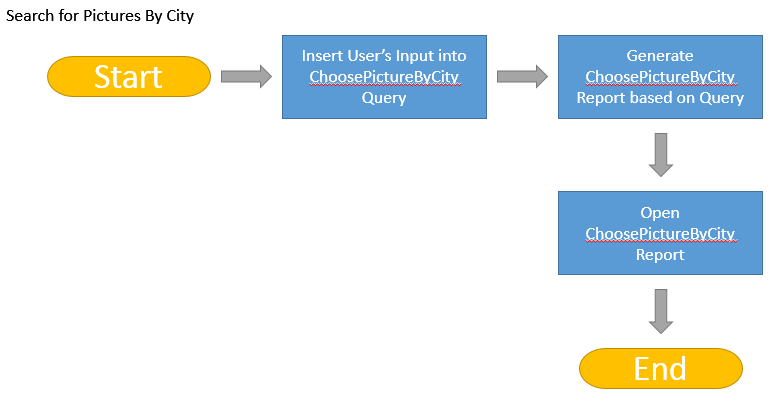 Search for Pictures By City
Start
Insert User's Input into
ChoosePictureByCity
Query
Generate
ChoosePictureByCity
Report based on Query
Open
ChoosePictureByCity
Report
End